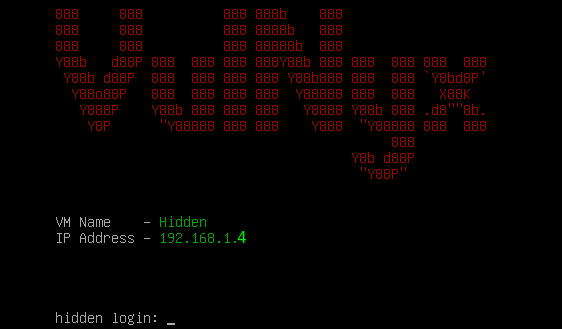 888     888          888 888b    888
888     888          888 8888b   888
888     888          888 88888b  888
Y88b   d88P 888  888 888 888Y88b 888 888  888 888  888
 Y88b d88P  888  888 888 888 Y88b888 888  888 `Y8bd8P'
  Y88o88P   888  888 888 888  Y88888 888  888   X88K
   Y888P    Y88b 888 888 888   Y8888 Y88b 888 .d8""8b.
    Y8P      "Y88888 888 888    Y888  "Y88888 888  888
                                          888
                                     Y8b d88P
                                      "Y88P"
VM Name    - Hidden
IP Address - 192.168.1.4
hidden login: _